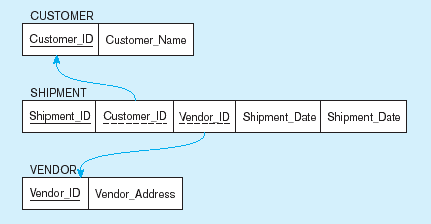 CUSTOMER
Customer_ID Customer_Name
SHIPMENT
Shipment_ID Customer_ID Vendor_ID Shipment_Date Shipment_Date
VENDOR
Vendor_ID Vendor_Address